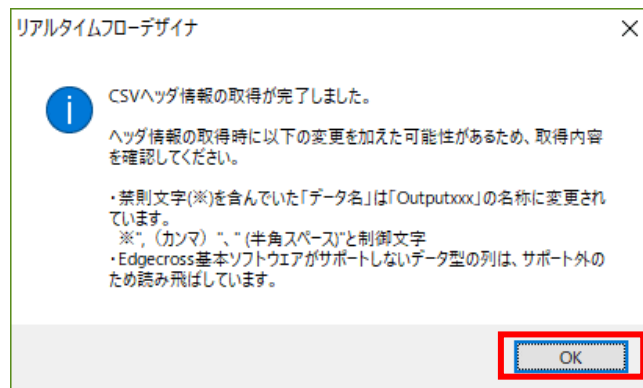 リアルタイムフローデザイナ
CSVヘッダ情報の取得が完了しました。
ヘッダ情報の取得時に以下の変更を加えた可能性があるため、取得内容
を確認してください。
・禁則文字(※)を含んでいた「データ名」は「Outputxxx」の名称に変更され
ています。
※",（カンマ）"、" (半角スペース)"と制御文字
・Edgecross基本ソフトウェアがサポートしないデータ型の列は、サポート外の
ため読み飛ばしています。
OK